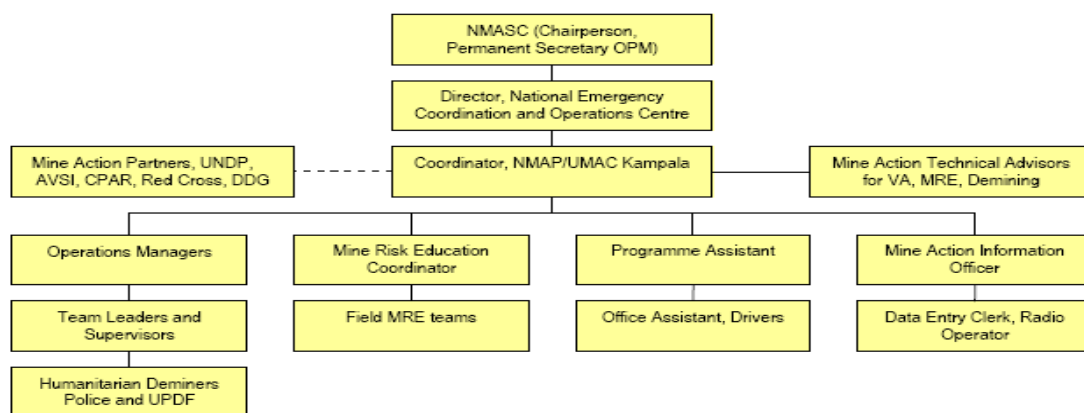 NMASC (Chairperson,
Permanent Secretary OPM)
Director, National Emergency
Coordination and Operations Centre
Mine Action Partners, UNDP,
AVSI, CPAR, Red Cross, DDG
Coordinator, NMAP/UMAC Kampala
Mine Action Technical Advisors
for VA, MRE, Demining
Operations Managers
Mine Risk Education
Coordinator
Programme Assistant
Mine Action Information
Officer
Team Leaders and
Supervisors
Field MRE teams
Office Assistant, Drivers
Data Entry Clerk, Radio
Operator
Humanitarian Deminers
Police and UPDF